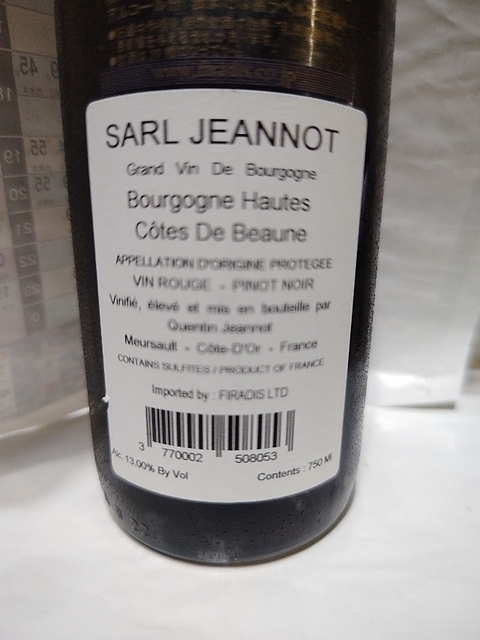 SARL JEANNOT
Grand Vin De Bourgogne
Bourgogne Hautes
Côtes De Beaune
APPELLATION D'ORIGINE PROTEGEE
VIN ROUGE - PINOT NOIR
Vinifié, élevé et mis en bouteille par
Quentin Jeannot
Meursault - Côte-D'Or - France
CONTAINS SULFITES / PRODUCT OF FRANCE
Imported by : FIRADIS LTD
3 770002 508053
Alc. 13.00% By Vol
Contents : 750 Ml